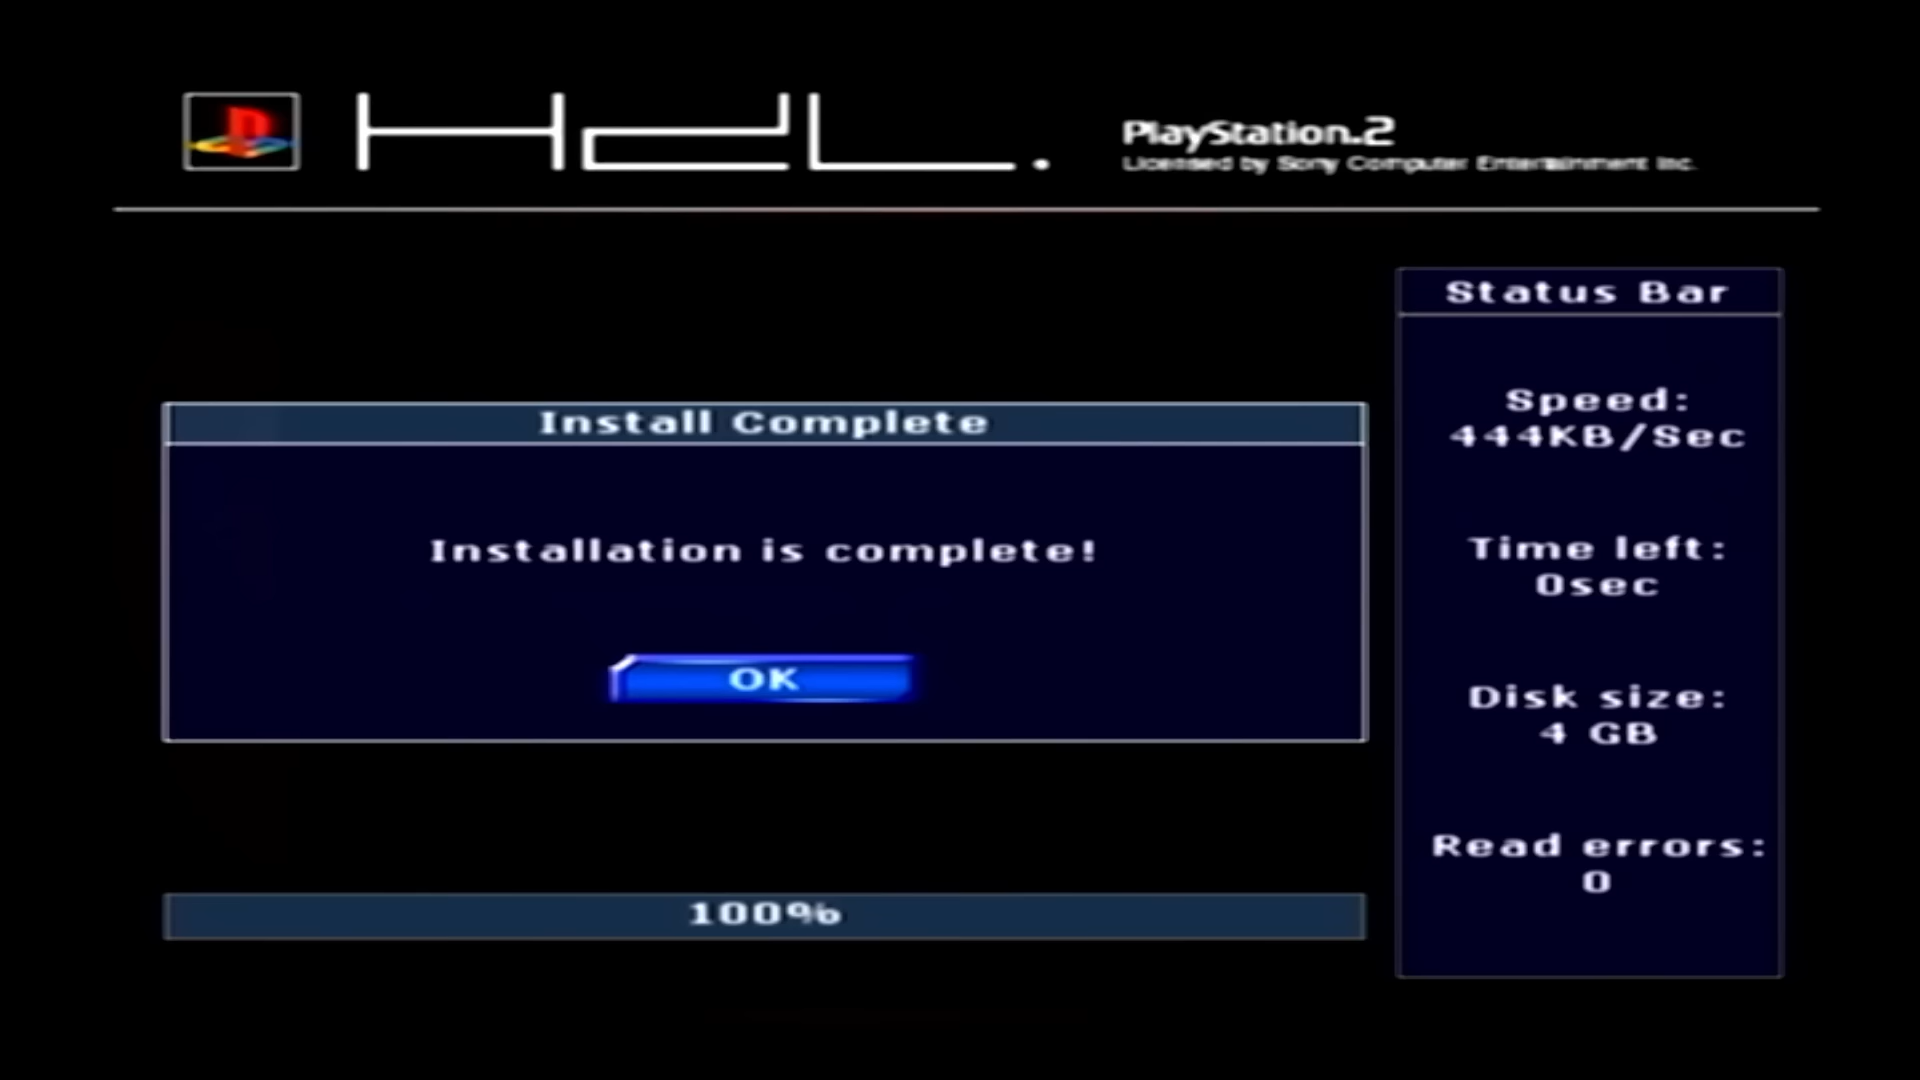 HDL.
PlayStation.2
Licensed by Sony Computer Entertainment Inc.
Status Bar
Install Complete
Speed:
444KB/Sec
Installation is complete!
Time left:
0sec
OK
Disk size:
4 GB
Read errors:
0
100%